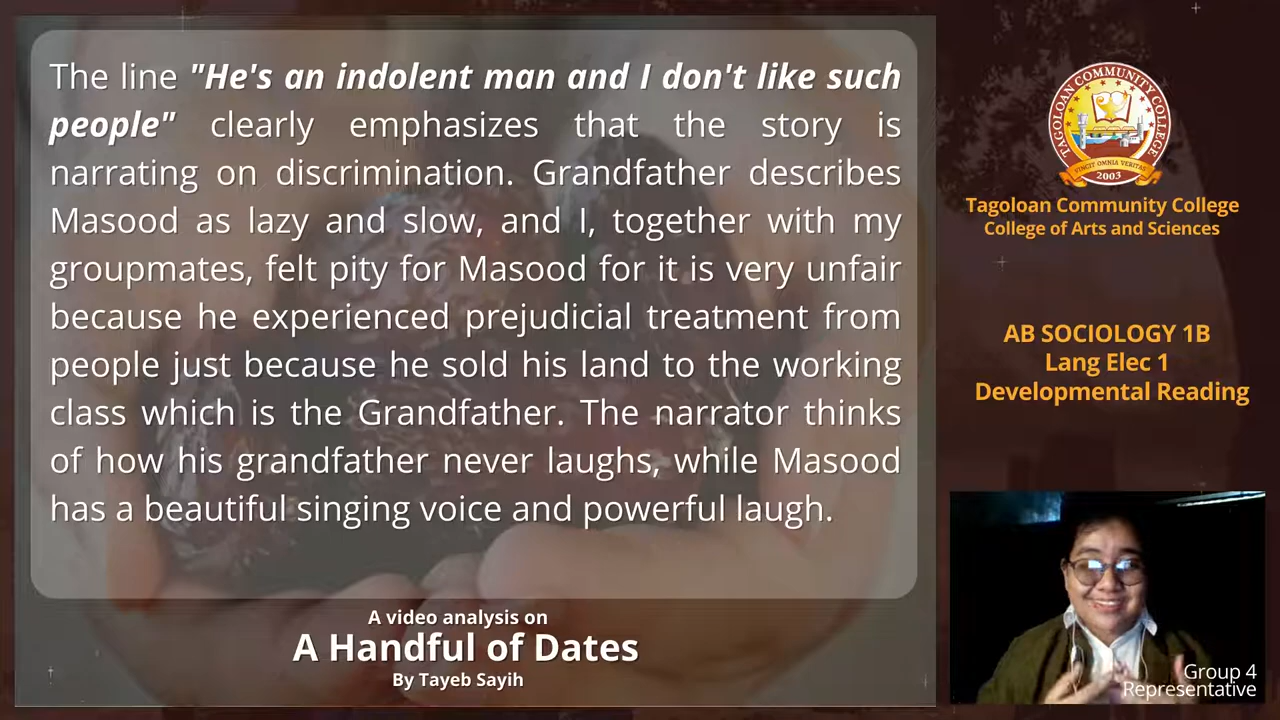 The line "He's an indolent man and I don't like such
people" clearly emphasizes that the story is
narrating on discrimination. Grandfather describes
Masood as lazy and slow, and I, together with my
groupmates, felt pity for Masood for it is very unfair
because he experienced prejudicial treatment from
people just because he sold his land to the working
class which is the Grandfather. The narrator thinks
of how his grandfather never laughs, while Masood
has a beautiful singing voice and powerful laugh.
A video analysis on
A Handful of Dates
By Tayeb Sayih
TAGOLOAN COMMUNITY COLLEGE
VINCIT OMNIA VERITAS
2003
Tagoloan Community College
College of Arts and Sciences
AB SOCIOLOGY 1B
Lang Elec 1
Developmental Reading
Group 4
Representative